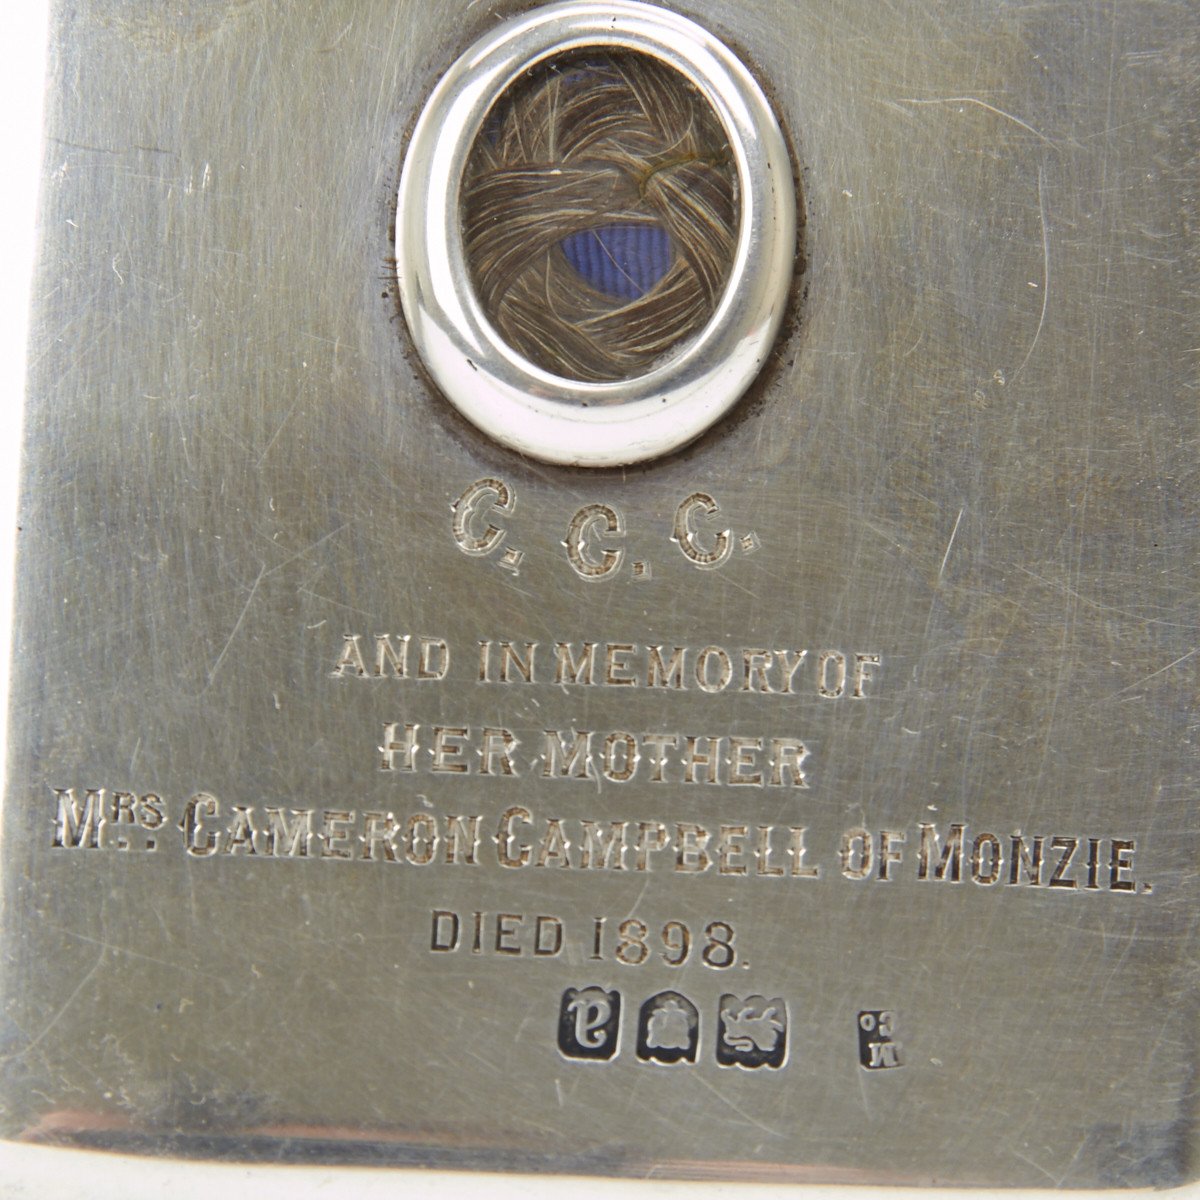 C. C. C.
AND IN MEMORY OF
HER MOTHER
MRS. CAMERON CAMPBELL OF MONZIE.
DIED 1898.